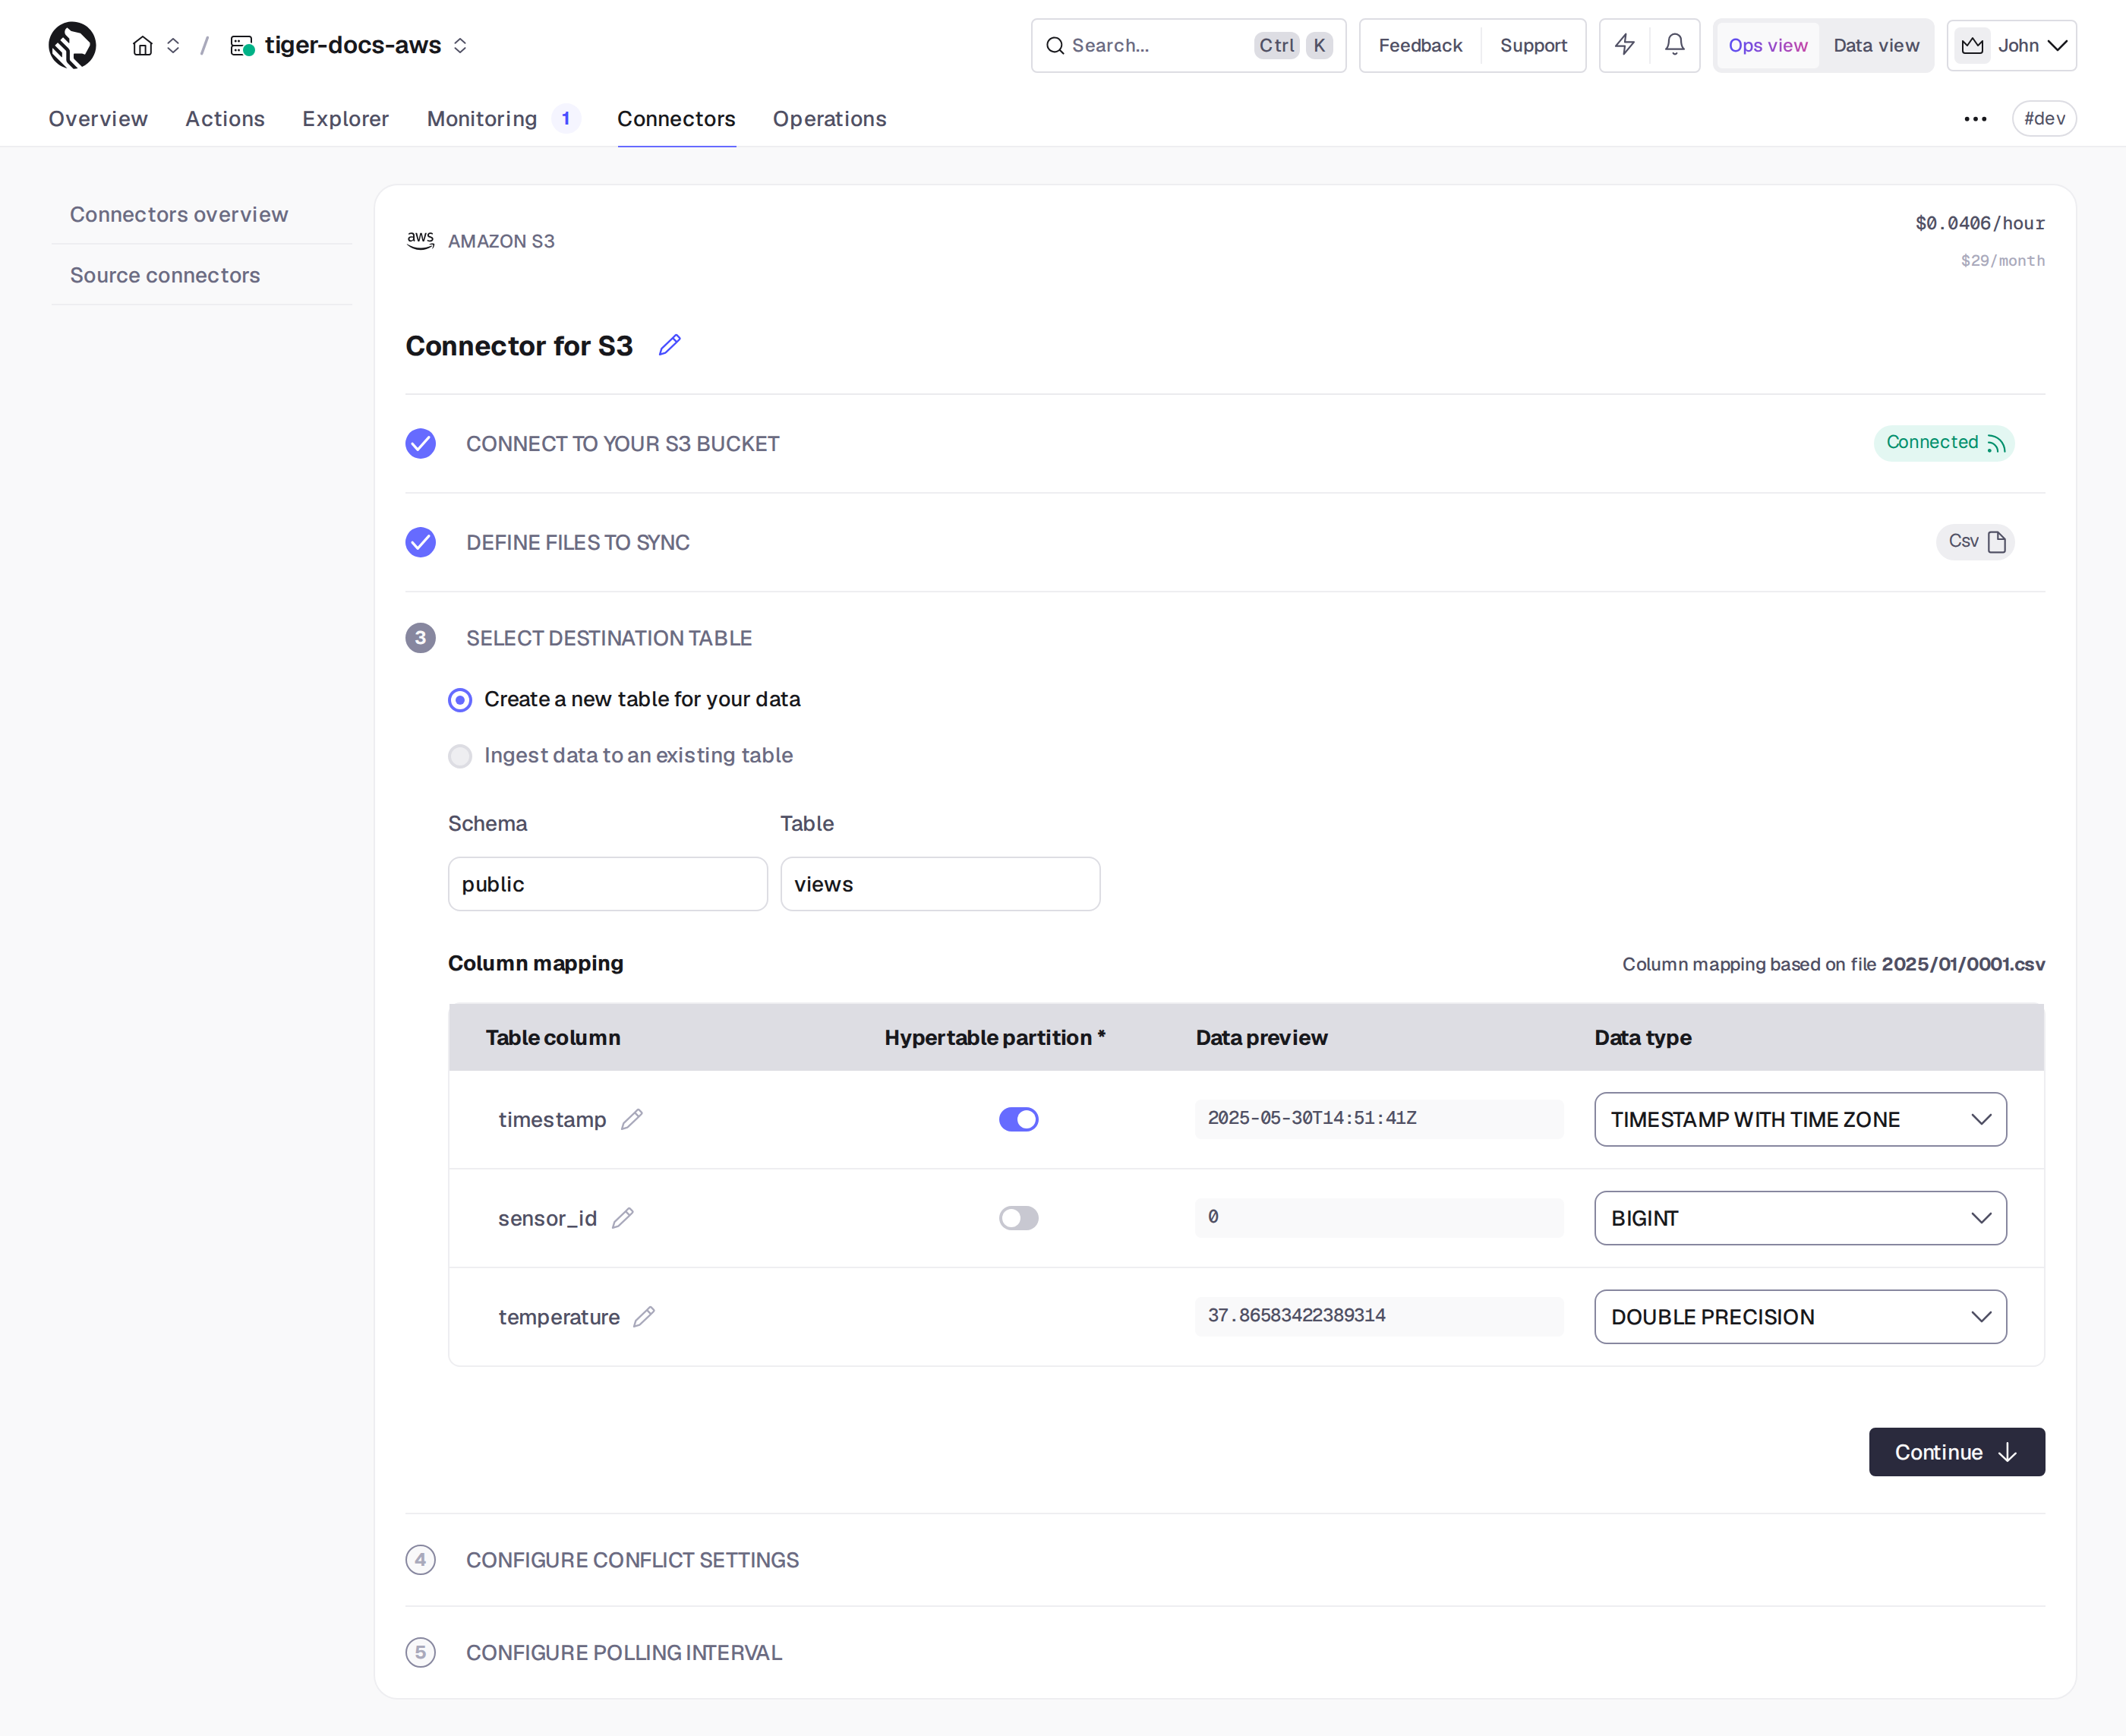 tiger-docs-aws
Search...
Ctrl K
Feedback
Support
Ops view
Data view
John
Overview
Actions
Explorer
Monitoring 1
Connectors
Operations
#dev
Connectors overview
Source connectors
aws AMAZON S3
$0.0406/hour
$29/month
Connector for S3
CONNECT TO YOUR S3 BUCKET
Connected
DEFINE FILES TO SYNC
Csv
3 SELECT DESTINATION TABLE
Create a new table for your data
Ingest data to an existing table
Schema Table
public views
Column mapping
Column mapping based on file 2025/01/0001.csv
Table column Hypertable partition * Data preview Data type
timestamp 2025-05-30T14:51:41Z TIMESTAMP WITH TIME ZONE
sensor_id 0 BIGINT
temperature 37.86583422389314 DOUBLE PRECISION
Continue
4 CONFIGURE CONFLICT SETTINGS
5 CONFIGURE POLLING INTERVAL